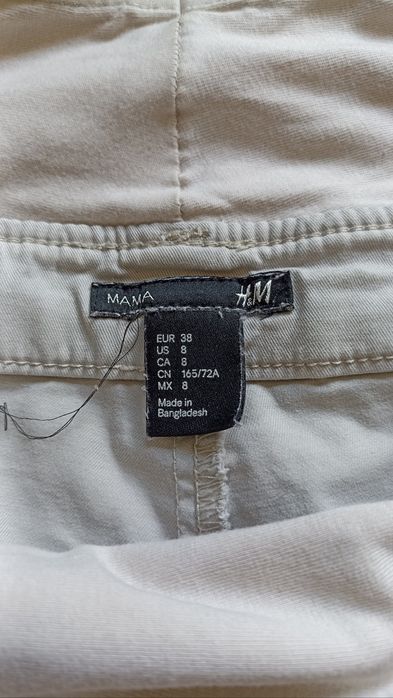 MAMA H&M
EUR 38
US 8
CA 8
CN 165/72A
MX 8
Made in
Bangladesh